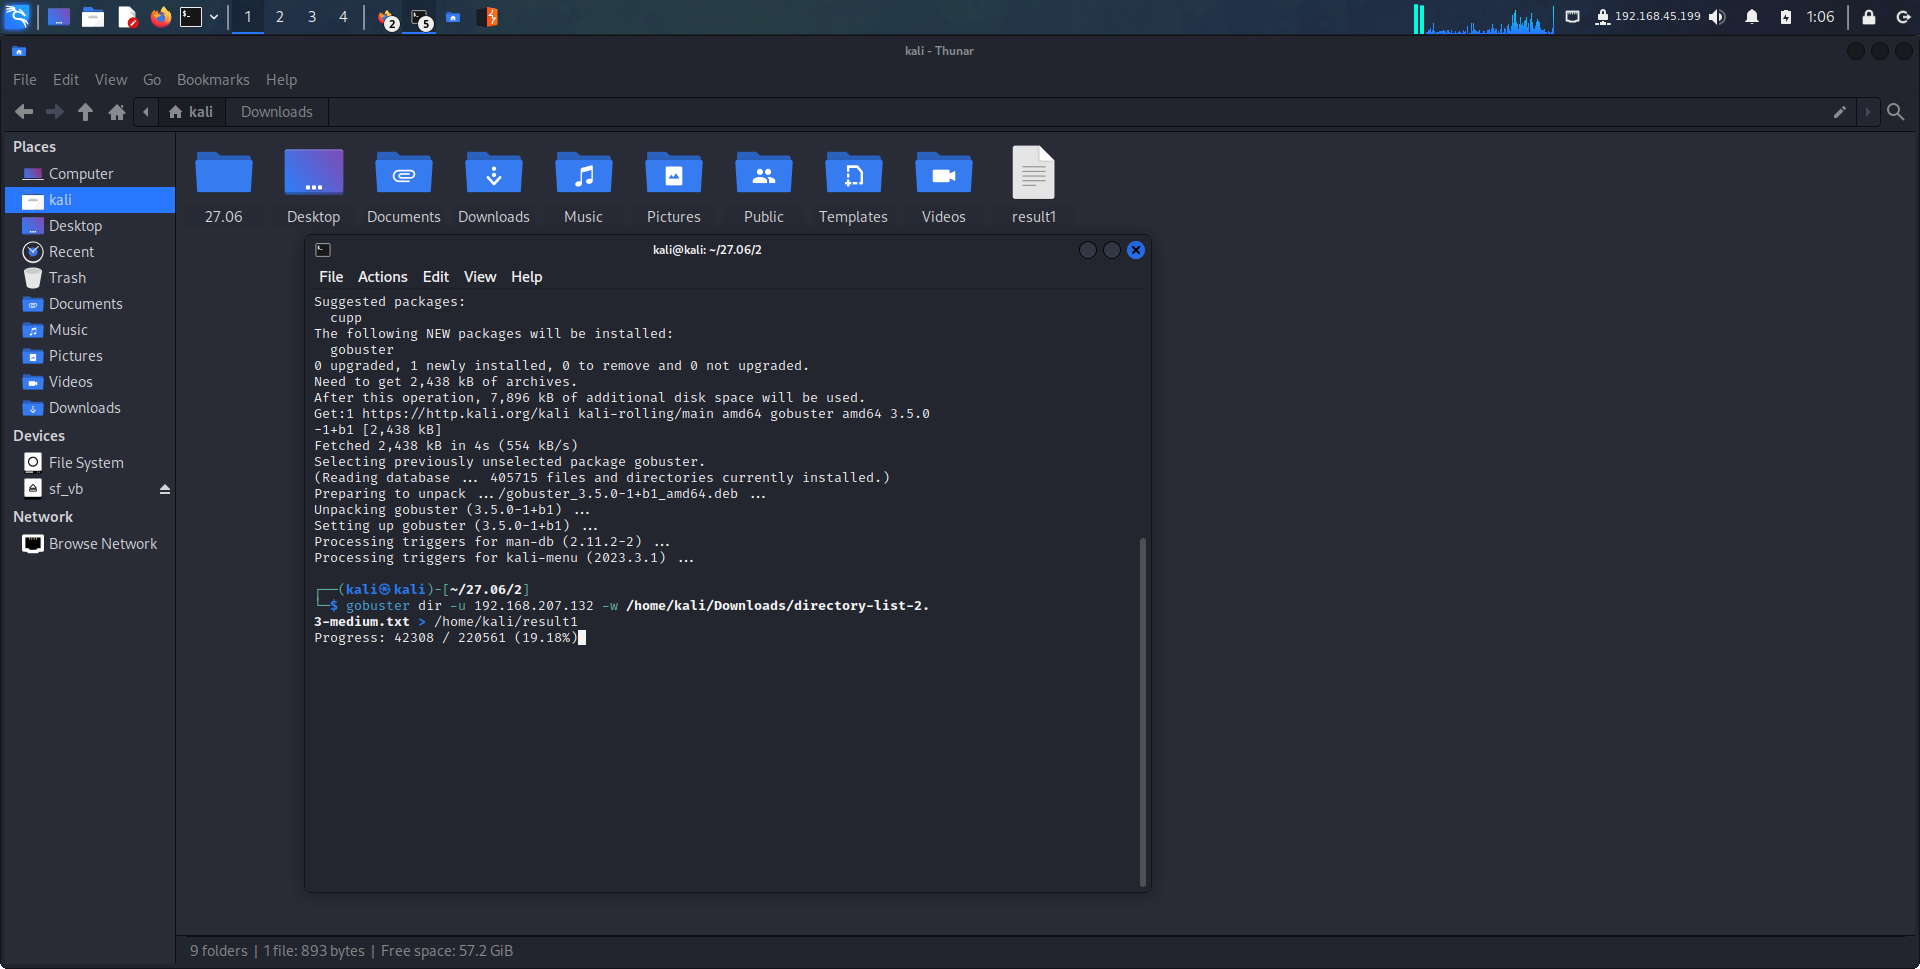 1 2 3 4 2 5 192.168.45.199 1:06
kali - Thunar
File Edit View Go Bookmarks Help
kali Downloads
Places
Computer
kali
Desktop
Recent
Trash
Documents
Music
Pictures
Videos
Downloads
Devices
File System
sf_vb
Network
Browse Network
27.06 Desktop Documents Downloads Music Pictures Public Templates Videos result1
kali@kali: ~/27.06/2
File Actions Edit View Help
Suggested packages:
cupp
The following NEW packages will be installed:
gobuster
0 upgraded, 1 newly installed, 0 to remove and 0 not upgraded.
Need to get 2,438 kB of archives.
After this operation, 7,896 kB of additional disk space will be used.
Get:1 https://http.kali.org/kali kali-rolling/main amd64 gobuster amd64 3.5.0
-1+b1 [2,438 kB]
Fetched 2,438 kB in 4s (554 kB/s)
Selecting previously unselected package gobuster.
(Reading database ... 405715 files and directories currently installed.)
Preparing to unpack .../gobuster_3.5.0-1+b1_amd64.deb ...
Unpacking gobuster (3.5.0-1+b1) ...
Setting up gobuster (3.5.0-1+b1) ...
Processing triggers for man-db (2.11.2-2) ...
Processing triggers for kali-menu (2023.3.1) ...
┌──(kali㉿kali)-[~/27.06/2]
└─$ gobuster dir -u 192.168.207.132 -w /home/kali/Downloads/directory-list-2.
3-medium.txt > /home/kali/result1
Progress: 42308 / 220561 (19.18%)
9 folders | 1 file: 893 bytes | Free space: 57.2 GiB